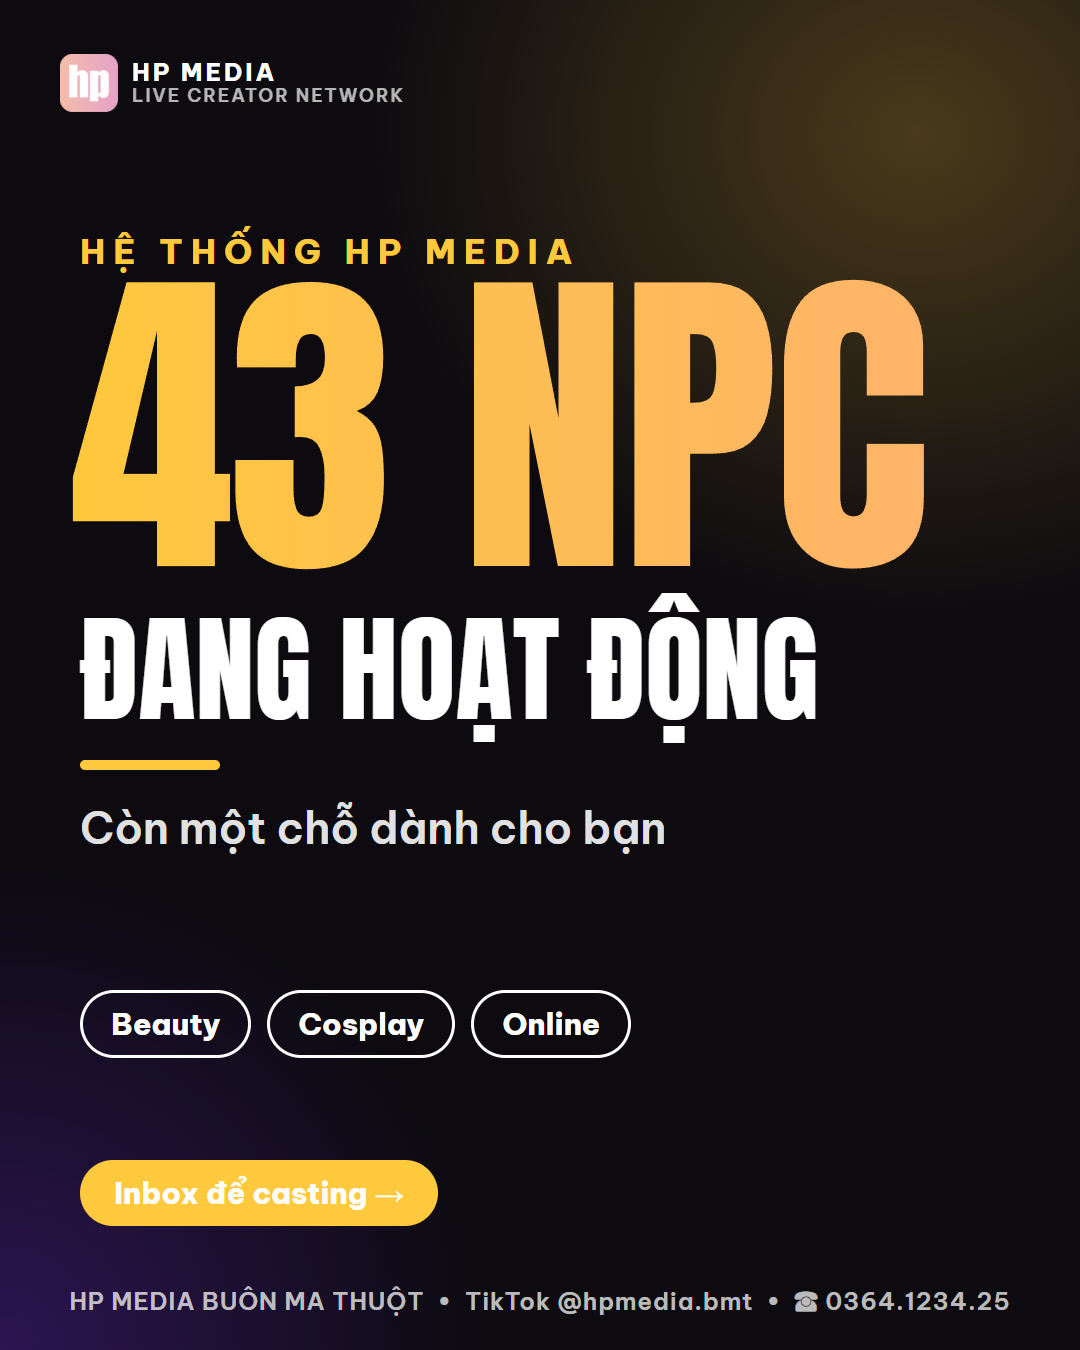 hp
HP MEDIA
LIVE CREATOR NETWORK
HỆ THỐNG HP MEDIA
43 NPC
ĐANG HOẠT ĐỘNG
Còn một chỗ dành cho bạn
Beauty
Cosplay
Online
Inbox để casting →
HP MEDIA BUÔN MA THUỘT • TikTok @hpmedia.bmt • ☎ 0364.1234.25